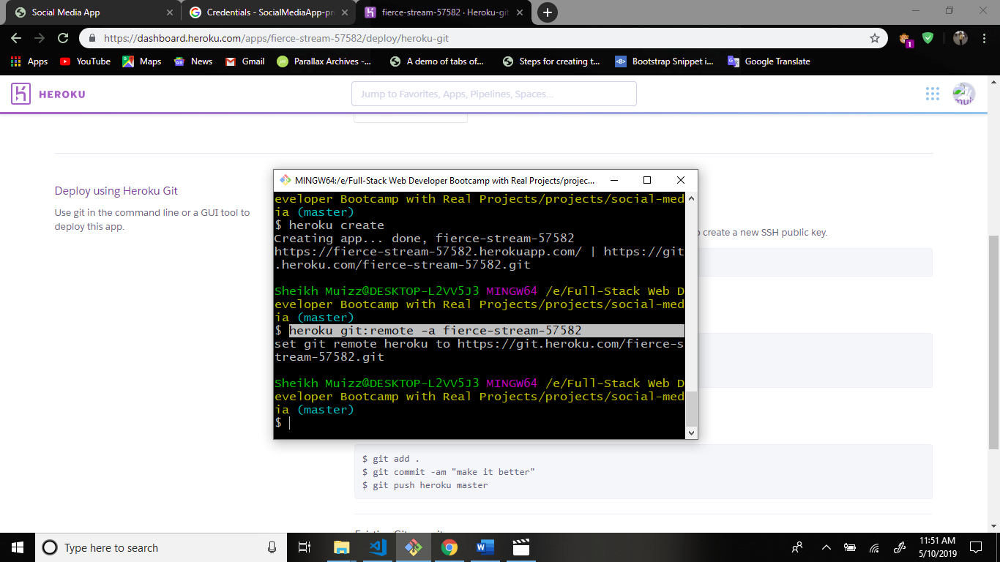 Social Media App
Credentials - SocialMediaApp-pr
fierce-stream-57582 · Heroku-git
https://dashboard.heroku.com/apps/fierce-stream-57582/deploy/heroku-git
1
Apps
YouTube
Maps
News
Gmail
Parallax Archives -...
A demo of tabs of...
Steps for creating t...
Bootstrap Snippet i...
Google Translate
HEROKU
Jump to Favorites, Apps, Pipelines, Spaces...
Deploy using Heroku Git
Use git in the command line or a GUI tool to
deploy this app.
create a new SSH public key.
MINGW64:/e/Full-Stack Web Developer Bootcamp with Real Projects/projec...
eveloper Bootcamp with Real Projects/projects/social-med
ia (master)
$ heroku create
Creating app... done, fierce-stream-57582
https://fierce-stream-57582.herokuapp.com/ | https://git
.heroku.com/fierce-stream-57582.git
Sheikh Muizz@DESKTOP-L2VV5J3 MINGW64 /e/Full-Stack Web D
eveloper Bootcamp with Real Projects/projects/social-med
ia (master)
$ heroku git:remote -a fierce-stream-57582
set git remote heroku to https://git.heroku.com/fierce-s
tream-57582.git
Sheikh Muizz@DESKTOP-L2VV5J3 MINGW64 /e/Full-Stack Web D
eveloper Bootcamp with Real Projects/projects/social-med
ia (master)
$
$ git add .
$ git commit -am "make it better"
$ git push heroku master
Type here to search
11:51 AM
5/10/2019